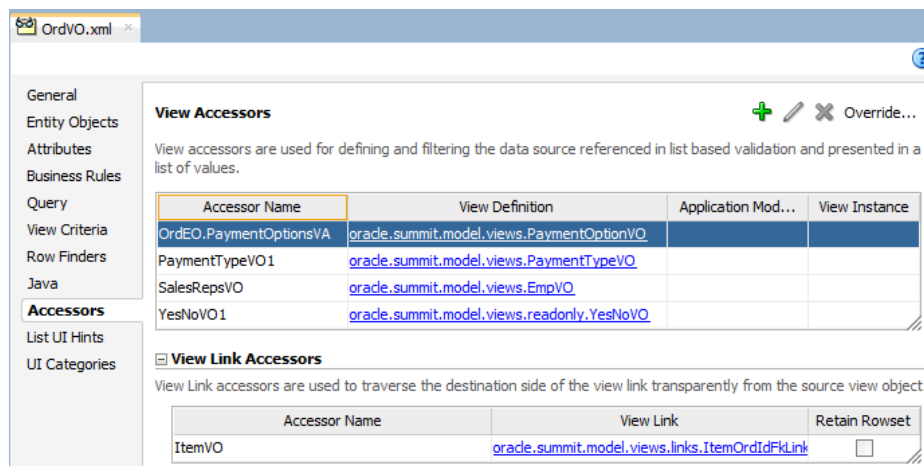 OrdVO.xml
General
Entity Objects
Attributes
Business Rules
Query
View Criteria
Row Finders
Java
Accessors
List UI Hints
UI Categories
View Accessors
Override...
View accessors are used for defining and filtering the data source referenced in list based validation and presented in a
list of values.
Accessor Name View Definition Application Mod... View Instance
OrdEO.PaymentOptionsVA oracle.summit.model.views.PaymentOptionVO
PaymentTypeVO1 oracle.summit.model.views.PaymentTypeVO
SalesRepsVO oracle.summit.model.views.EmpVO
YesNoVO1 oracle.summit.model.views.readonly.YesNoVO
View Link Accessors
View Link accessors are used to traverse the destination side of the view link transparently from the source view object
Accessor Name View Link Retain Rowset
ItemVO oracle.summit.model.views.links.ItemOrdIdFkLink